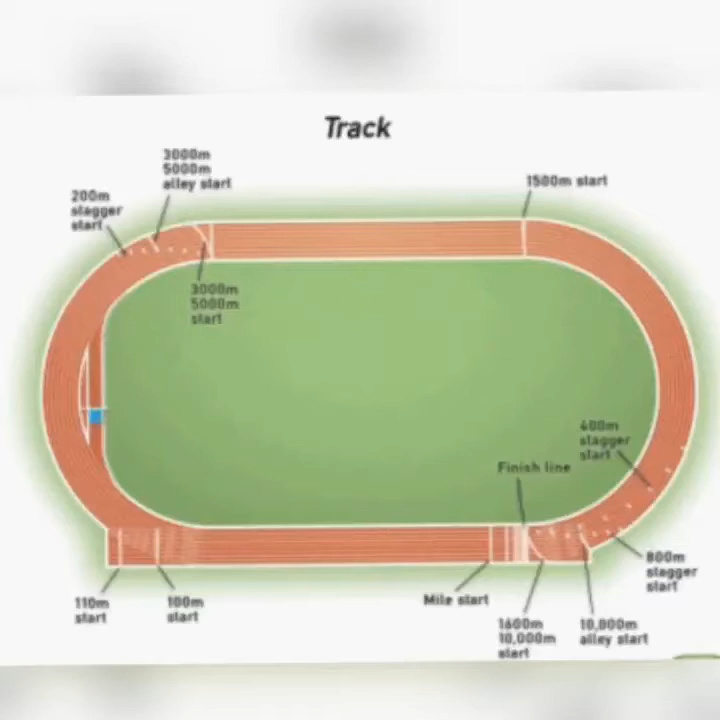 Track
3000m
5000m
alley start
200m
stagger
start
1500m start
3000m
5000m
start
400m
stagger
start
Finish line
800m
stagger
start
110m
start
100m
start
Mile start
1600m
10,000m
start
10,000m
alley start